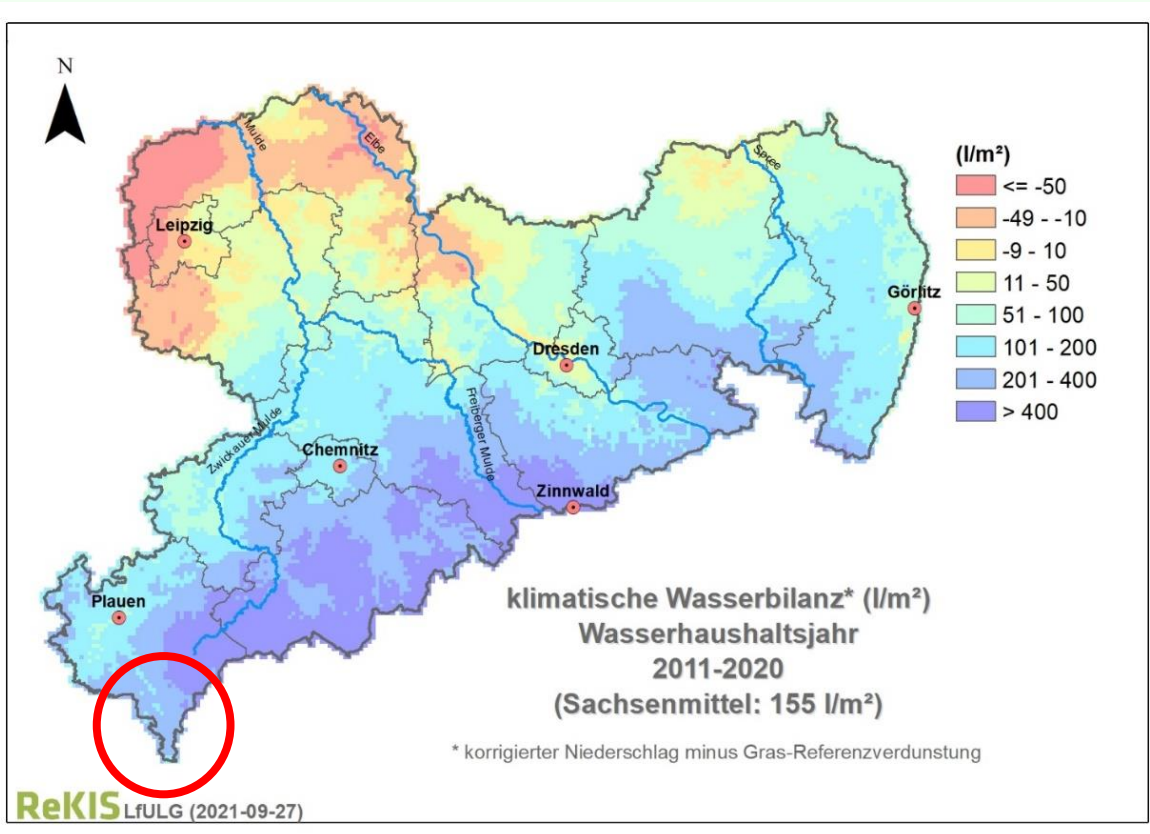 N
Mulde
Elbe
Spree
Leipzig
Görlitz
Dresden
Zwickauer Mulde
Freiberger Mulde
Chemnitz
Zinnwald
Plauen
(l/m²)
<= -50
-49 - -10
-9 - 10
11 - 50
51 - 100
101 - 200
201 - 400
> 400
klimatische Wasserbilanz* (l/m²)
Wasserhaushaltsjahr
2011-2020
(Sachsenmittel: 155 l/m²)
* korrigierter Niederschlag minus Gras-Referenzverdunstung
ReKIS LfULG (2021-09-27)